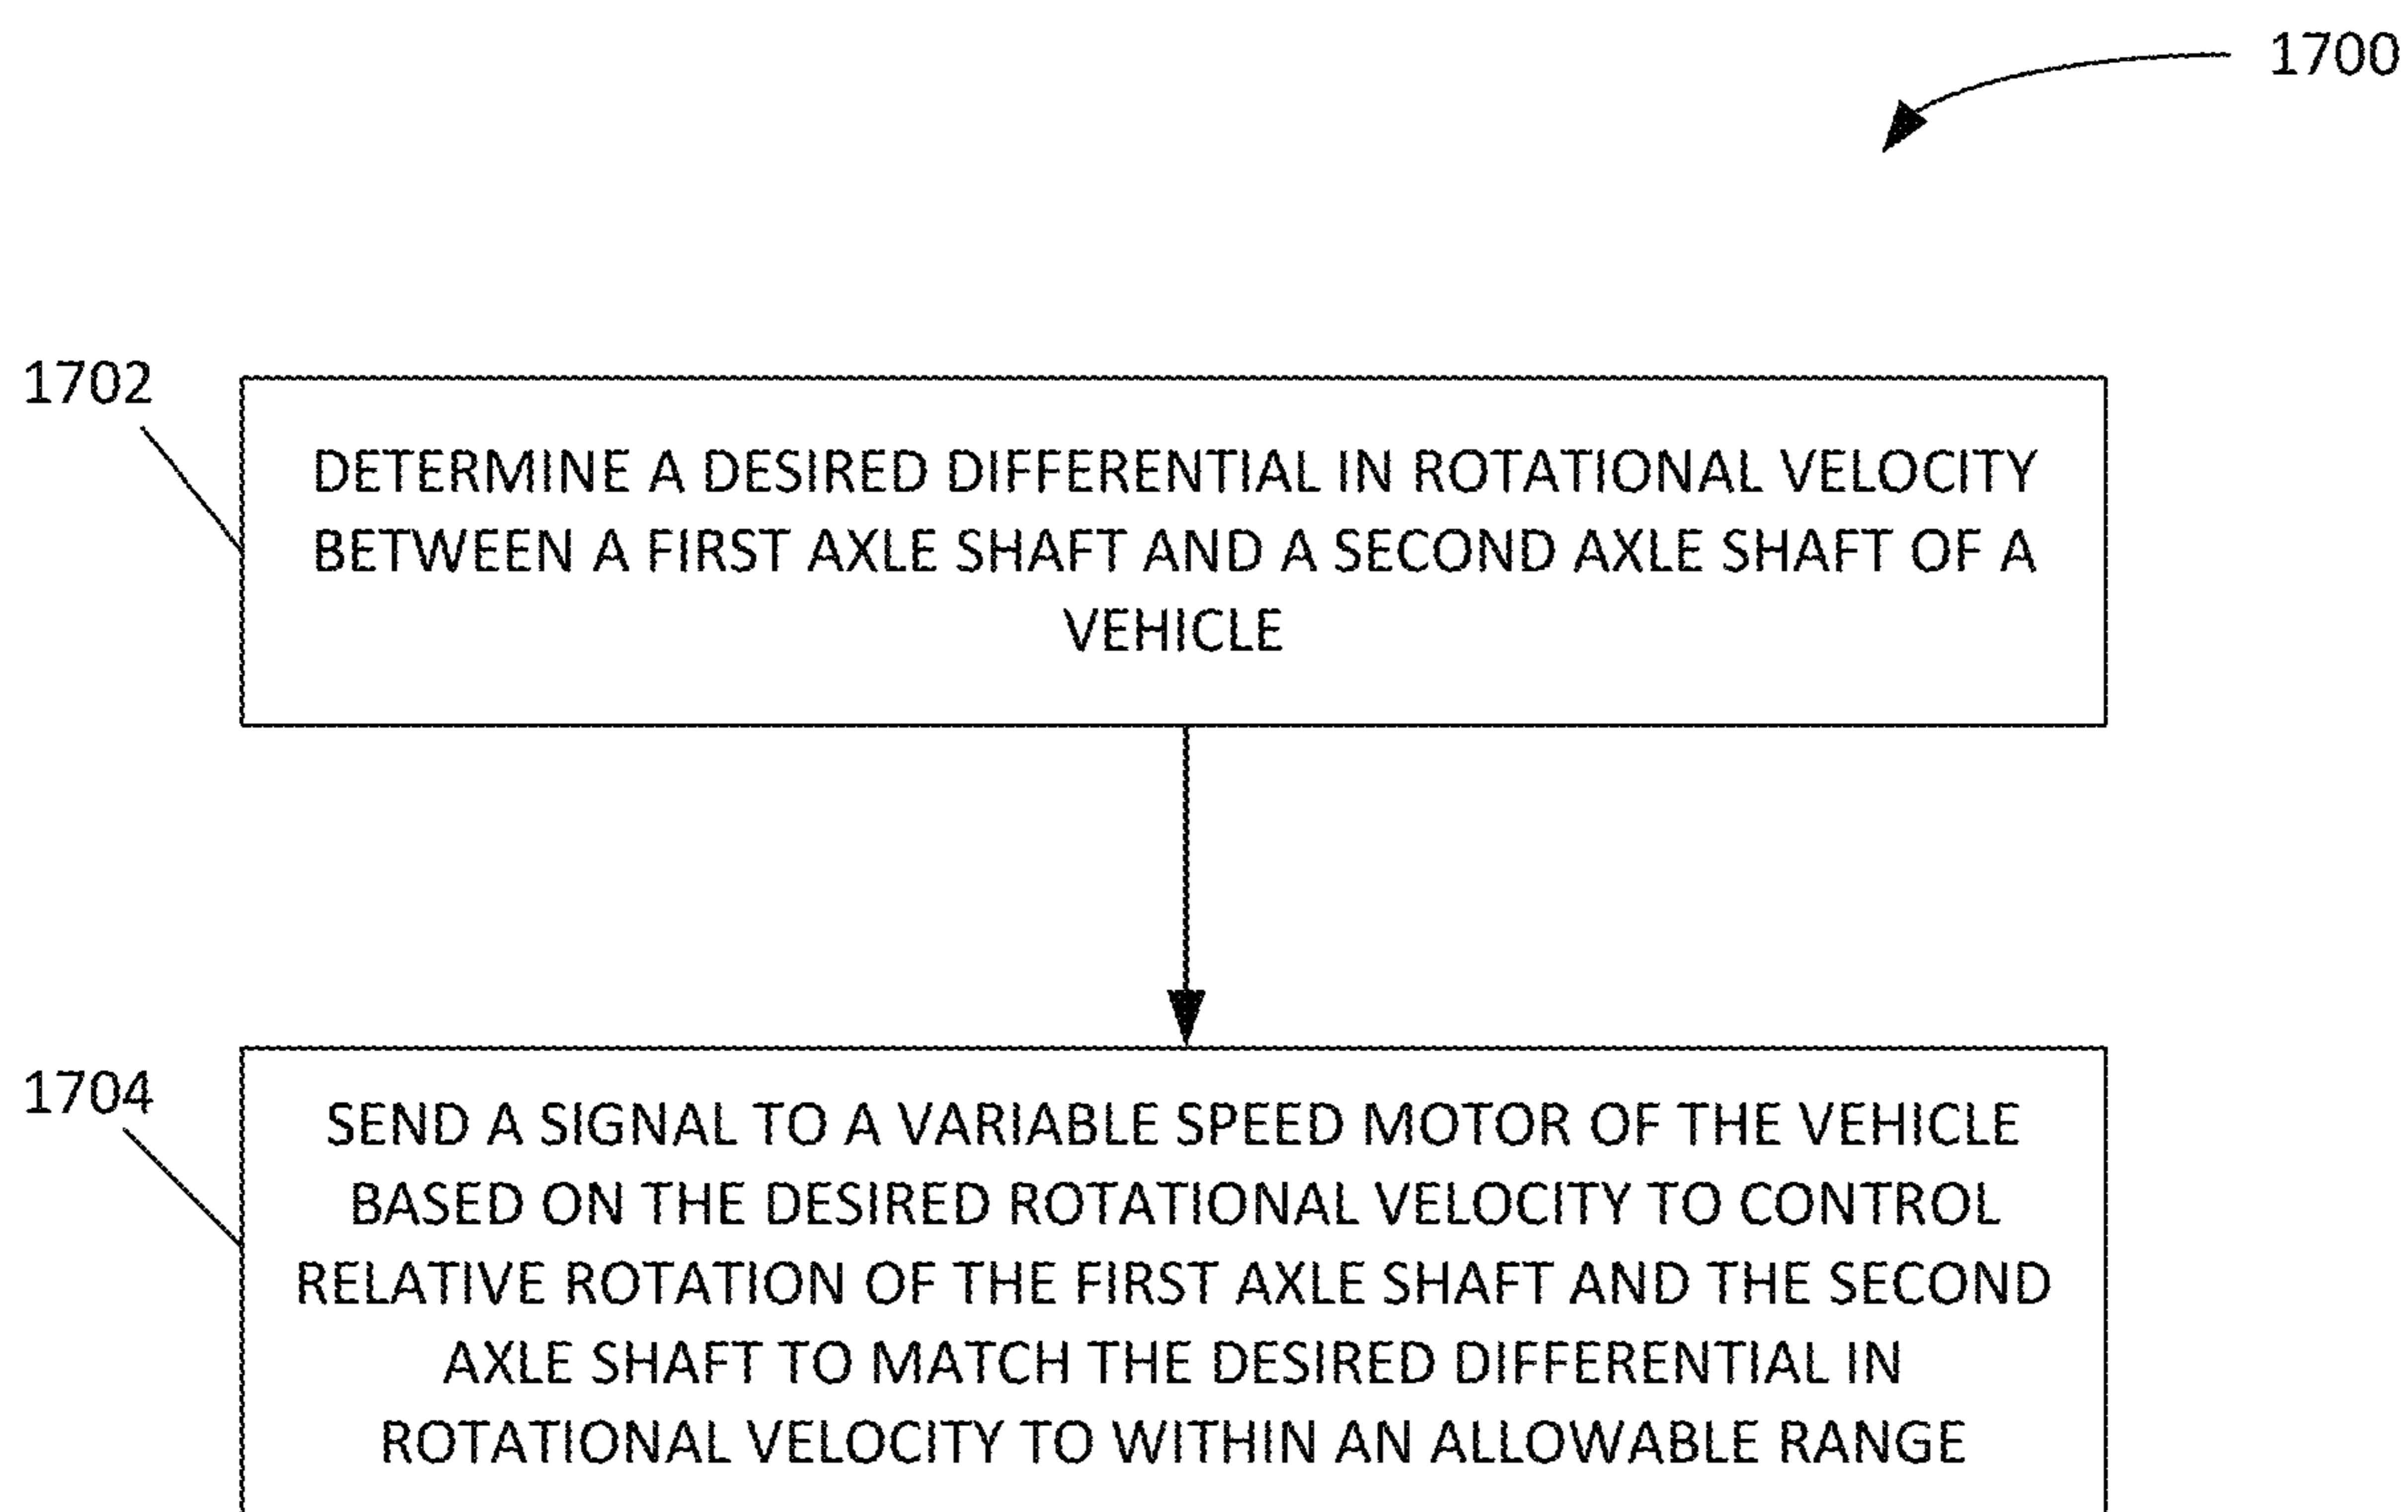 1700
1702
DETERMINE A DESIRED DIFFERENTIAL IN ROTATIONAL VELOCITY
BETWEEN A FIRST AXLE SHAFT AND A SECOND AXLE SHAFT OF A
VEHICLE
1704
SEND A SIGNAL TO A VARIABLE SPEED MOTOR OF THE VEHICLE
BASED ON THE DESIRED ROTATIONAL VELOCITY TO CONTROL
RELATIVE ROTATION OF THE FIRST AXLE SHAFT AND THE SECOND
AXLE SHAFT TO MATCH THE DESIRED DIFFERENTIAL IN
ROTATIONAL VELOCITY TO WITHIN AN ALLOWABLE RANGE